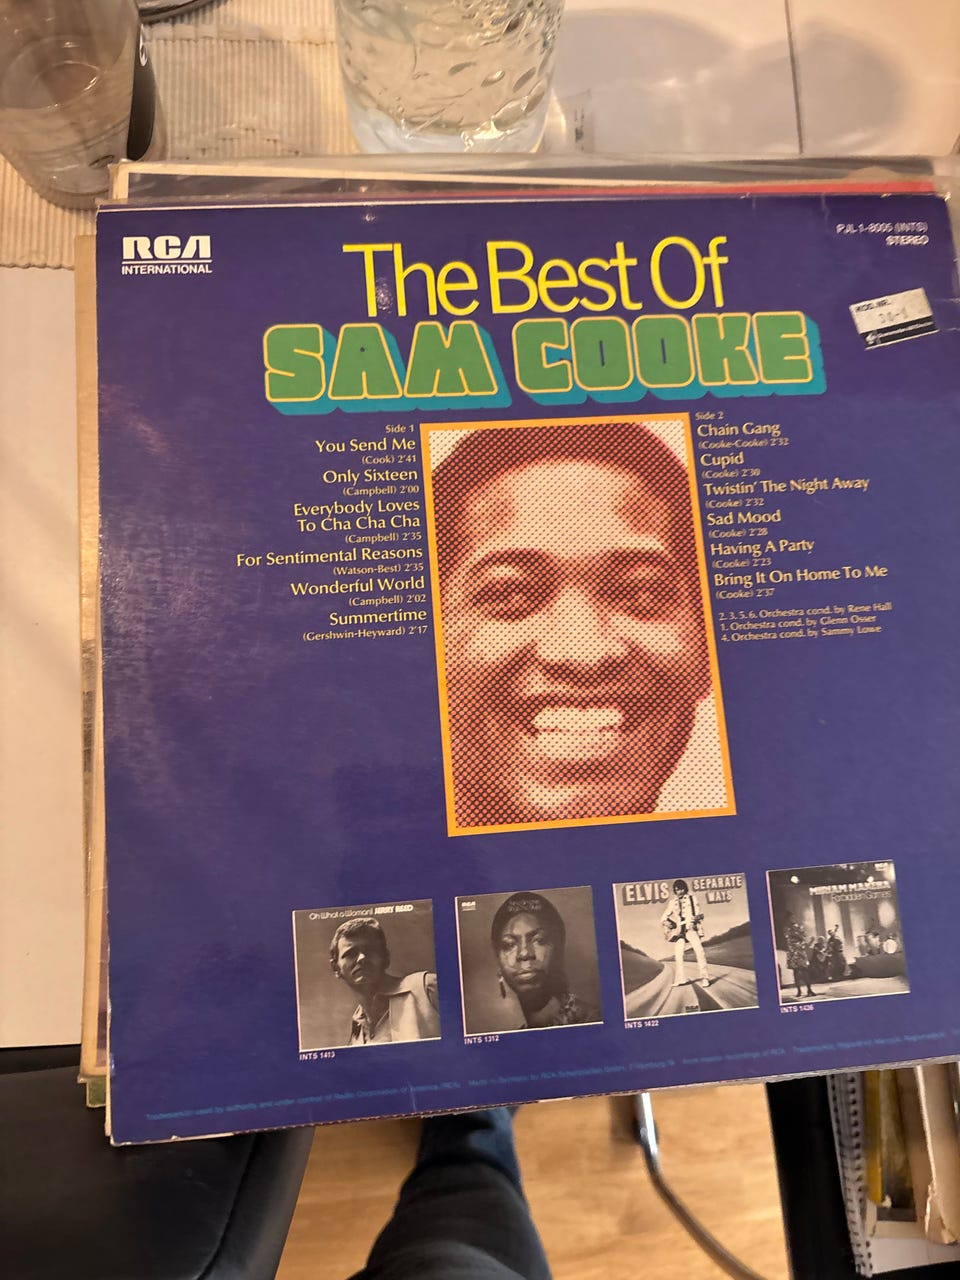 RCA
INTERNATIONAL
PJL 1-8005 (INTS)
STEREO
The Best Of
SAM COOKE
Side 1
You Send Me
(Cook) 2'41
Only Sixteen
(Campbell) 2'00
Everybody Loves
To Cha Cha Cha
(Campbell) 2'35
For Sentimental Reasons
(Watson-Best) 2'35
Wonderful World
(Campbell) 2'02
Summertime
(Gershwin-Heyward) 2'17
Side 2
Chain Gang
(Cooke-Cooke) 2'32
Cupid
(Cooke) 2'30
Twistin' The Night Away
(Cooke) 2'32
Sad Mood
(Cooke) 2'28
Having A Party
(Cooke) 2'23
Bring It On Home To Me
(Cooke) 2'37
2. 3. 5. 6. Orchestra cond. by Rene Hall
1. Orchestra cond. by Glenn Osser
4. Orchestra cond. by Sammy Lowe
Oh What a Woman! JERRY REED
INTS 1413
RCA
INTS 1312
ELVIS SEPARATE
WAYS
RCA
INTS 1422
RCA
MIRIAM MAKEBA
Forbidden Games
INTS 1426